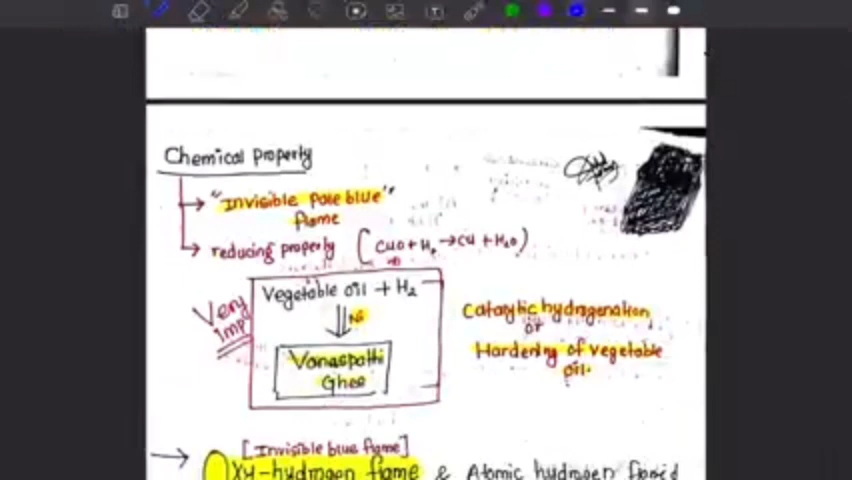 Chemical property
"Invisible pale blue"
flame
reducing property (CuO + H₂ → Cu + H₂O)
Very
imp
Vegetable oil + H₂
Ni
Vanaspathi
Ghee
Catalytic hydrogenation
or
Hardening of vegetable
oil.
[Invisible blue flame]
Oxy-hydrogen flame & Atomic hydrogen